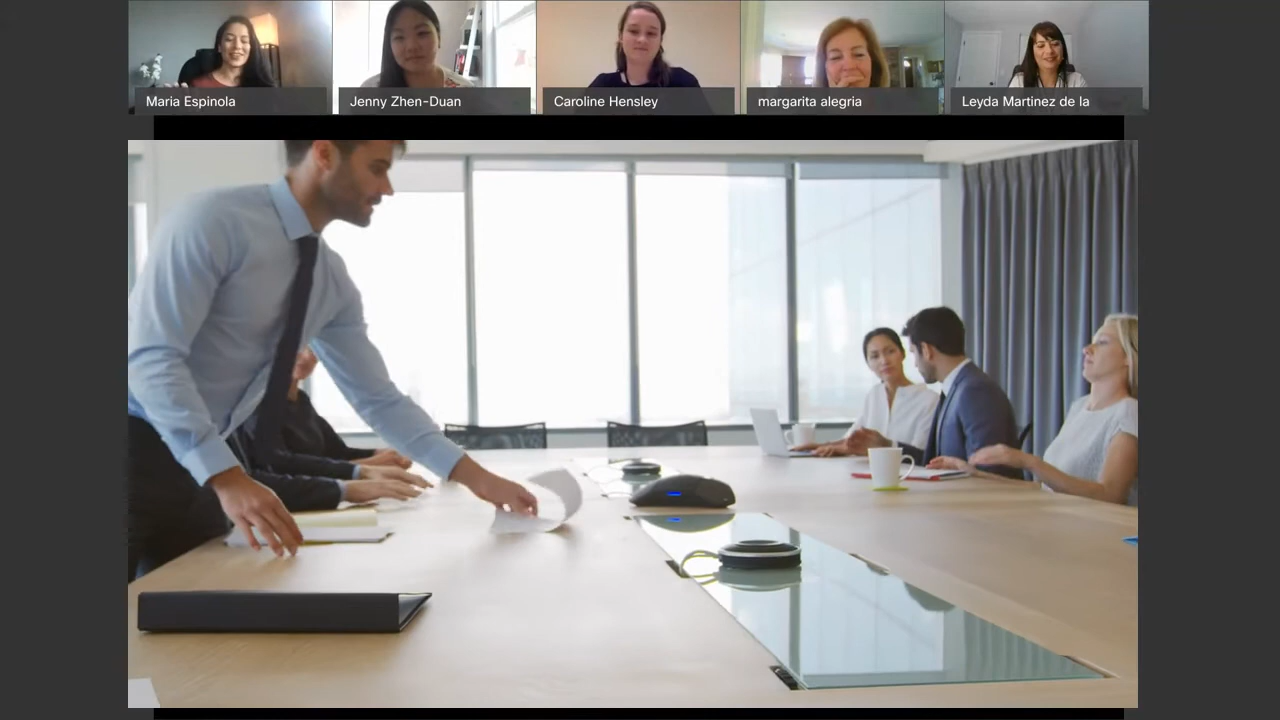 Maria Espinola
Jenny Zhen-Duan
Caroline Hensley
margarita alegria
Leyda Martinez de la